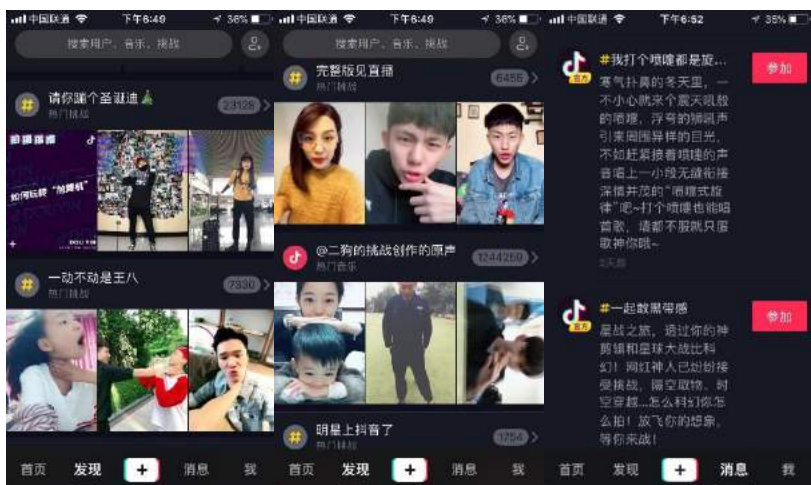 中国联通
下午6:49
36%
搜索用户、音乐、挑战
请你蹦个圣诞迪
热门挑战
23128
如何玩转“尬舞机”
一动不动是王八
热门挑战
7330
首页
发现
消息
我
中国联通
下午6:49
36%
搜索用户、音乐、挑战
完整版见直播
热门挑战
6455
@二狗的挑战创作的原声
热门音乐
1244259
明星上抖音了
热门挑战
1754
首页
发现
消息
我
中国联通
下午6:52
35%
#我打个喷嚏都是旋...
参加
官方
寒气扑鼻的冬天里，一
不小心就来个震天吼般
的喷嚏，浮夸的狮吼声
引来周围异样的目光，
不如赶紧接着喷嚏的声
音唱上一小段无缝衔接
深情并茂的“喷嚏式旋
律”吧~打个喷嚏也能唱
首歌，墙都不服就只服
歌神你哦~
2天前
#一起敢黑带感
参加
官方
星战之旅，透过你的神
剪辑和星球大战比科
幻！网红神人已纷纷接
受挑战，隔空取物、时
空穿越...怎么科幻你怎
么拍！放飞你的想象，
等你来战！
首页
发现
消息
我